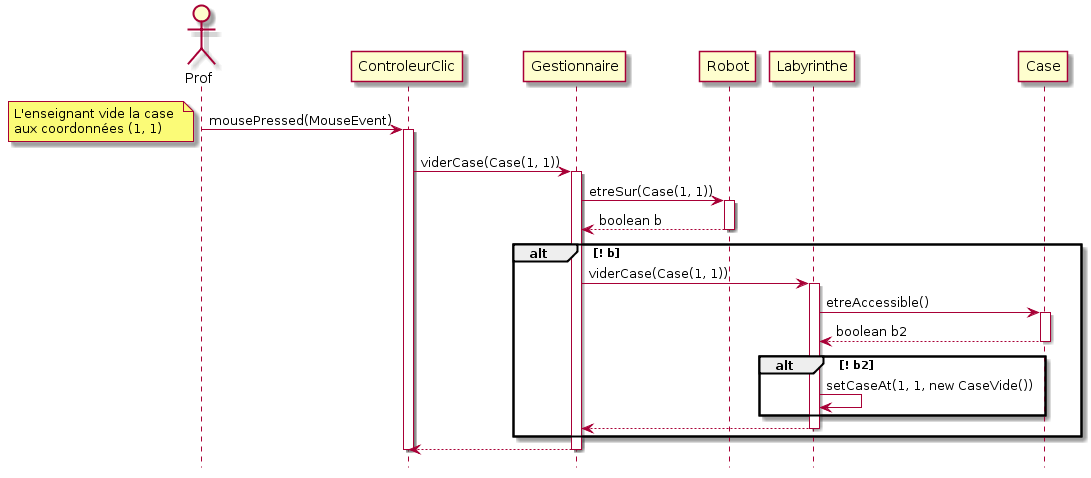 Prof
ControleurClic
Gestionnaire
Robot
Labyrinthe
Case
L'enseignant vide la case
aux coordonnées (1, 1)
mousePressed(MouseEvent)
viderCase(Case(1, 1))
etreSur(Case(1, 1))
boolean b
alt
[! b]
viderCase(Case(1, 1))
etreAccessible()
boolean b2
alt
[! b2]
setCaseAt(1, 1, new CaseVide())